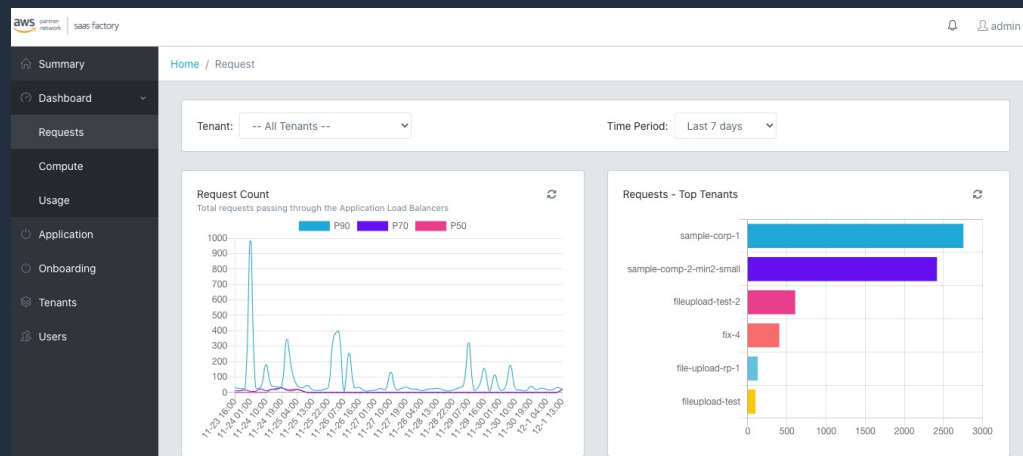 aws partner network saas factory
admin
Summary
Dashboard
Requests
Compute
Usage
Application
Onboarding
Tenants
Users
Home / Request
Tenant: -- All Tenants --
Time Period: Last 7 days
Request Count
Total requests passing through the Application Load Balancers
P90 P70 P50
1000
900
800
700
600
500
400
300
200
100
0
11-23 16:00
11-24 01:00
11-24 10:00
11-24 19:00
11-25 04:00
11-25 13:00
11-25 22:00
11-26 07:00
11-26 16:00
11-27 01:00
11-27 10:00
11-27 19:00
11-28 04:00
11-28 13:00
11-28 22:00
11-29 07:00
11-29 16:00
11-30 01:00
11-30 10:00
11-30 19:00
12-1 04:00
12-1 13:00
Requests - Top Tenants
sample-corp-1
sample-comp-2-min2-small
fileupload-test-2
fix-4
file-upload-rp-1
fileupload-test
0 500 1000 1500 2000 2500 3000